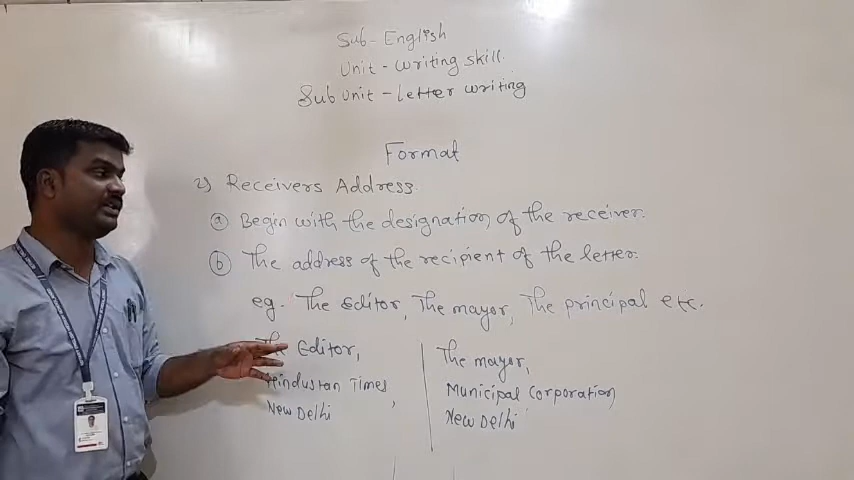 Sub- English
Unit - Writing skill.
Sub Unit - Letter writing
Format
2) Receivers Address.
(a) Begin with the designation of the receiver.
(b) The address of the recipient of the letter.
eg. The Editor, The mayor, The principal etc.
The Editor,
Hindustan Times,
New Delhi
The mayor,
Municipal Corporation,
New Delhi